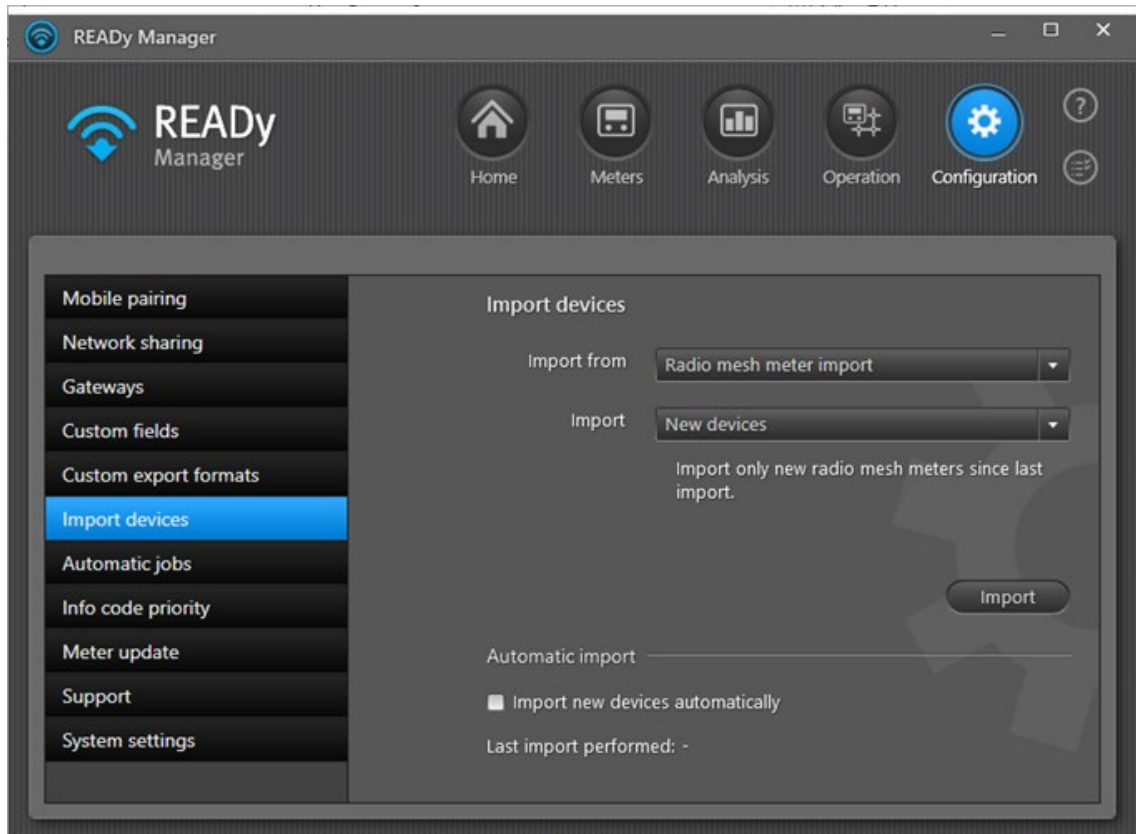 READy Manager
READy
Manager
Home Meters Analysis Operation Configuration
?
Mobile pairing
Network sharing
Gateways
Custom fields
Custom export formats
Import devices
Automatic jobs
Info code priority
Meter update
Support
System settings
Import devices
Import from Radio mesh meter import
Import New devices
Import only new radio mesh meters since last
import.
Import
Automatic import
Import new devices automatically
Last import performed: -